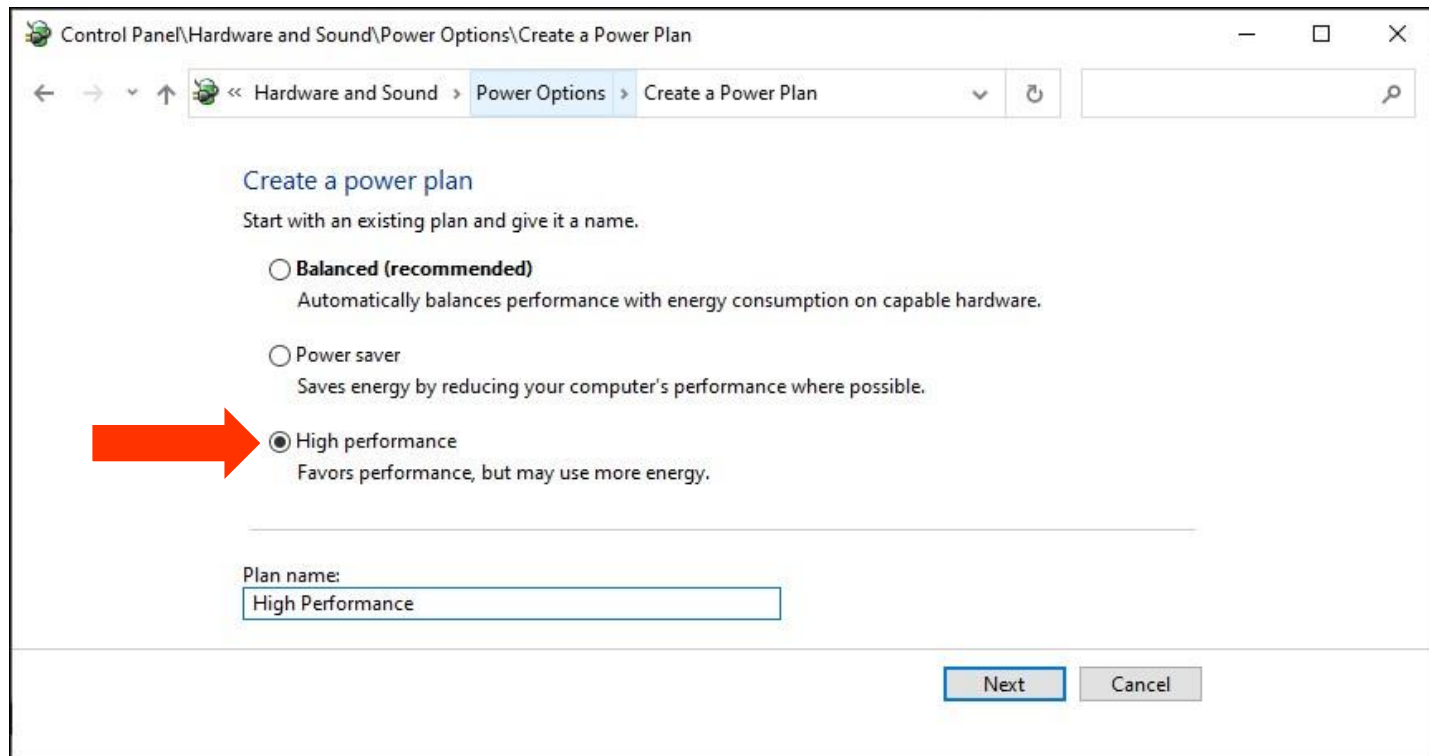 Control Panel\Hardware and Sound\Power Options\Create a Power Plan
« Hardware and Sound > Power Options > Create a Power Plan
Create a power plan
Start with an existing plan and give it a name.
Balanced (recommended)
Automatically balances performance with energy consumption on capable hardware.
Power saver
Saves energy by reducing your computer's performance where possible.
High performance
Favors performance, but may use more energy.
Plan name:
High Performance
Next Cancel